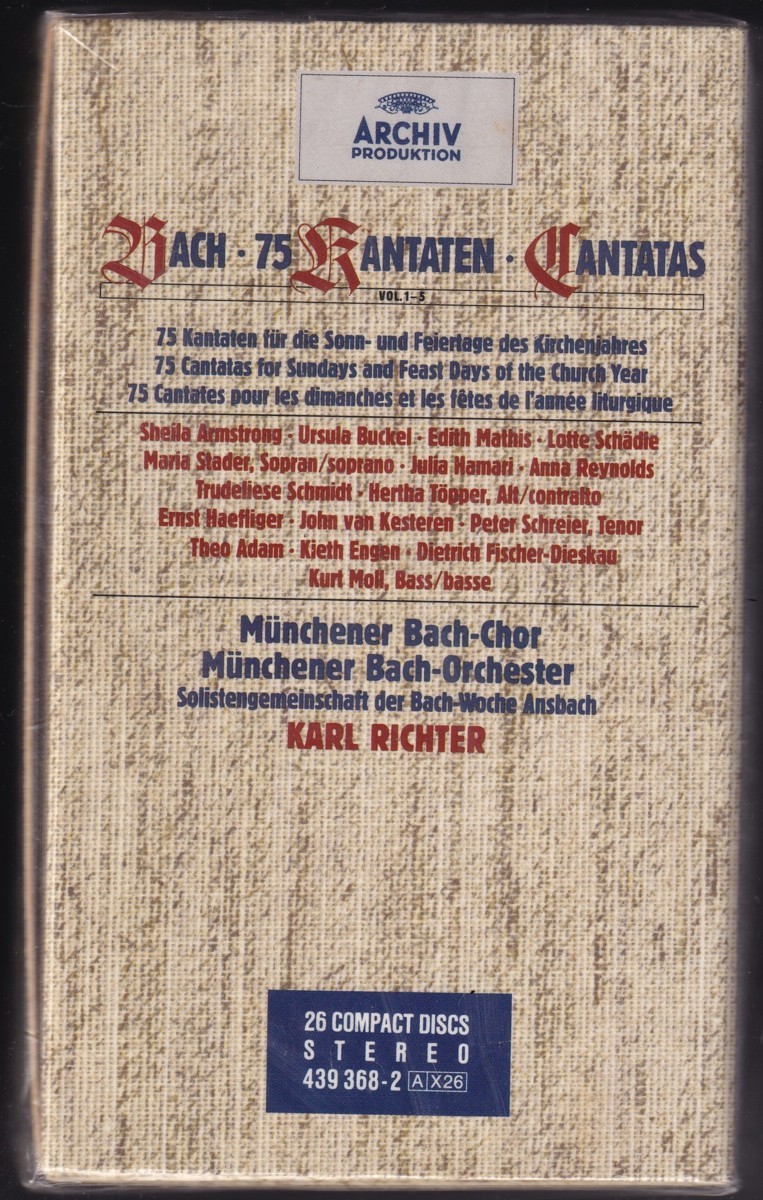 ARCHIV
PRODUKTION
BACH · 75 KANTATEN · CANTATAS
VOL. 1–5
75 Kantaten für die Sonn- und Feiertage des Kirchenjahres
75 Cantatas for Sundays and Feast Days of the Church Year
75 Cantates pour les dimanches et les fêtes de l'année liturgique
Sheila Armstrong · Ursula Buckel · Edith Mathis · Lotte Schädle
Maria Stader, Sopran/soprano · Julia Hamari · Anna Reynolds
Trudeliese Schmidt · Hertha Töpper, Alt/contralto
Ernst Haefliger · John van Kesteren · Peter Schreier, Tenor
Theo Adam · Kieth Engen · Dietrich Fischer-Dieskau
Kurt Moll, Bass/basse
Münchener Bach-Chor
Münchener Bach-Orchester
Solistengemeinschaft der Bach-Woche Ansbach
KARL RICHTER
26 COMPACT DISCS
STEREO
439 368-2 A X26